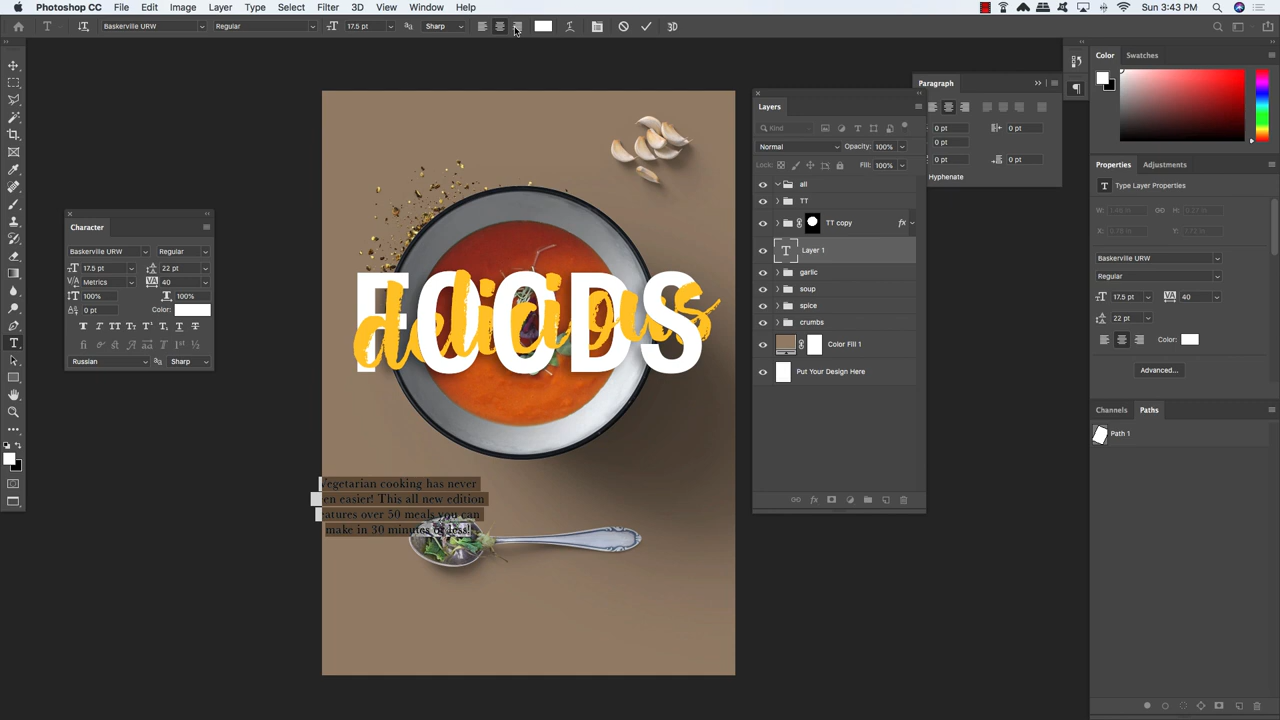 Photoshop CC File Edit Image Layer Type Select Filter 3D View Window Help
Sun 3:43 PM
Baskerville URW Regular 17.5 pt Sharp 3D
Color Swatches
Paragraph
0 pt 0 pt
0 pt
0 pt 0 pt
Hyphenate
Layers
Kind
Normal Opacity: 100%
Lock: Fill: 100%
all
TT
TT copy fx
Layer 1
garlic
soup
spice
crumbs
Color Fill 1
Put Your Design Here
Properties Adjustments
Type Layer Properties
Baskerville URW
Regular
17.5 pt 40
22 pt
Color:
Advanced...
Channels Paths
Path 1
Character
Baskerville URW Regular
17.5 pt 22 pt
Metrics 40
100% 100%
0 pt Color:
Russian Sharp
FOODS
delicious
Vegetarian cooking has never
en easier! This all new edition
eatures over 50 meals you can
make in 30 minutes or less!